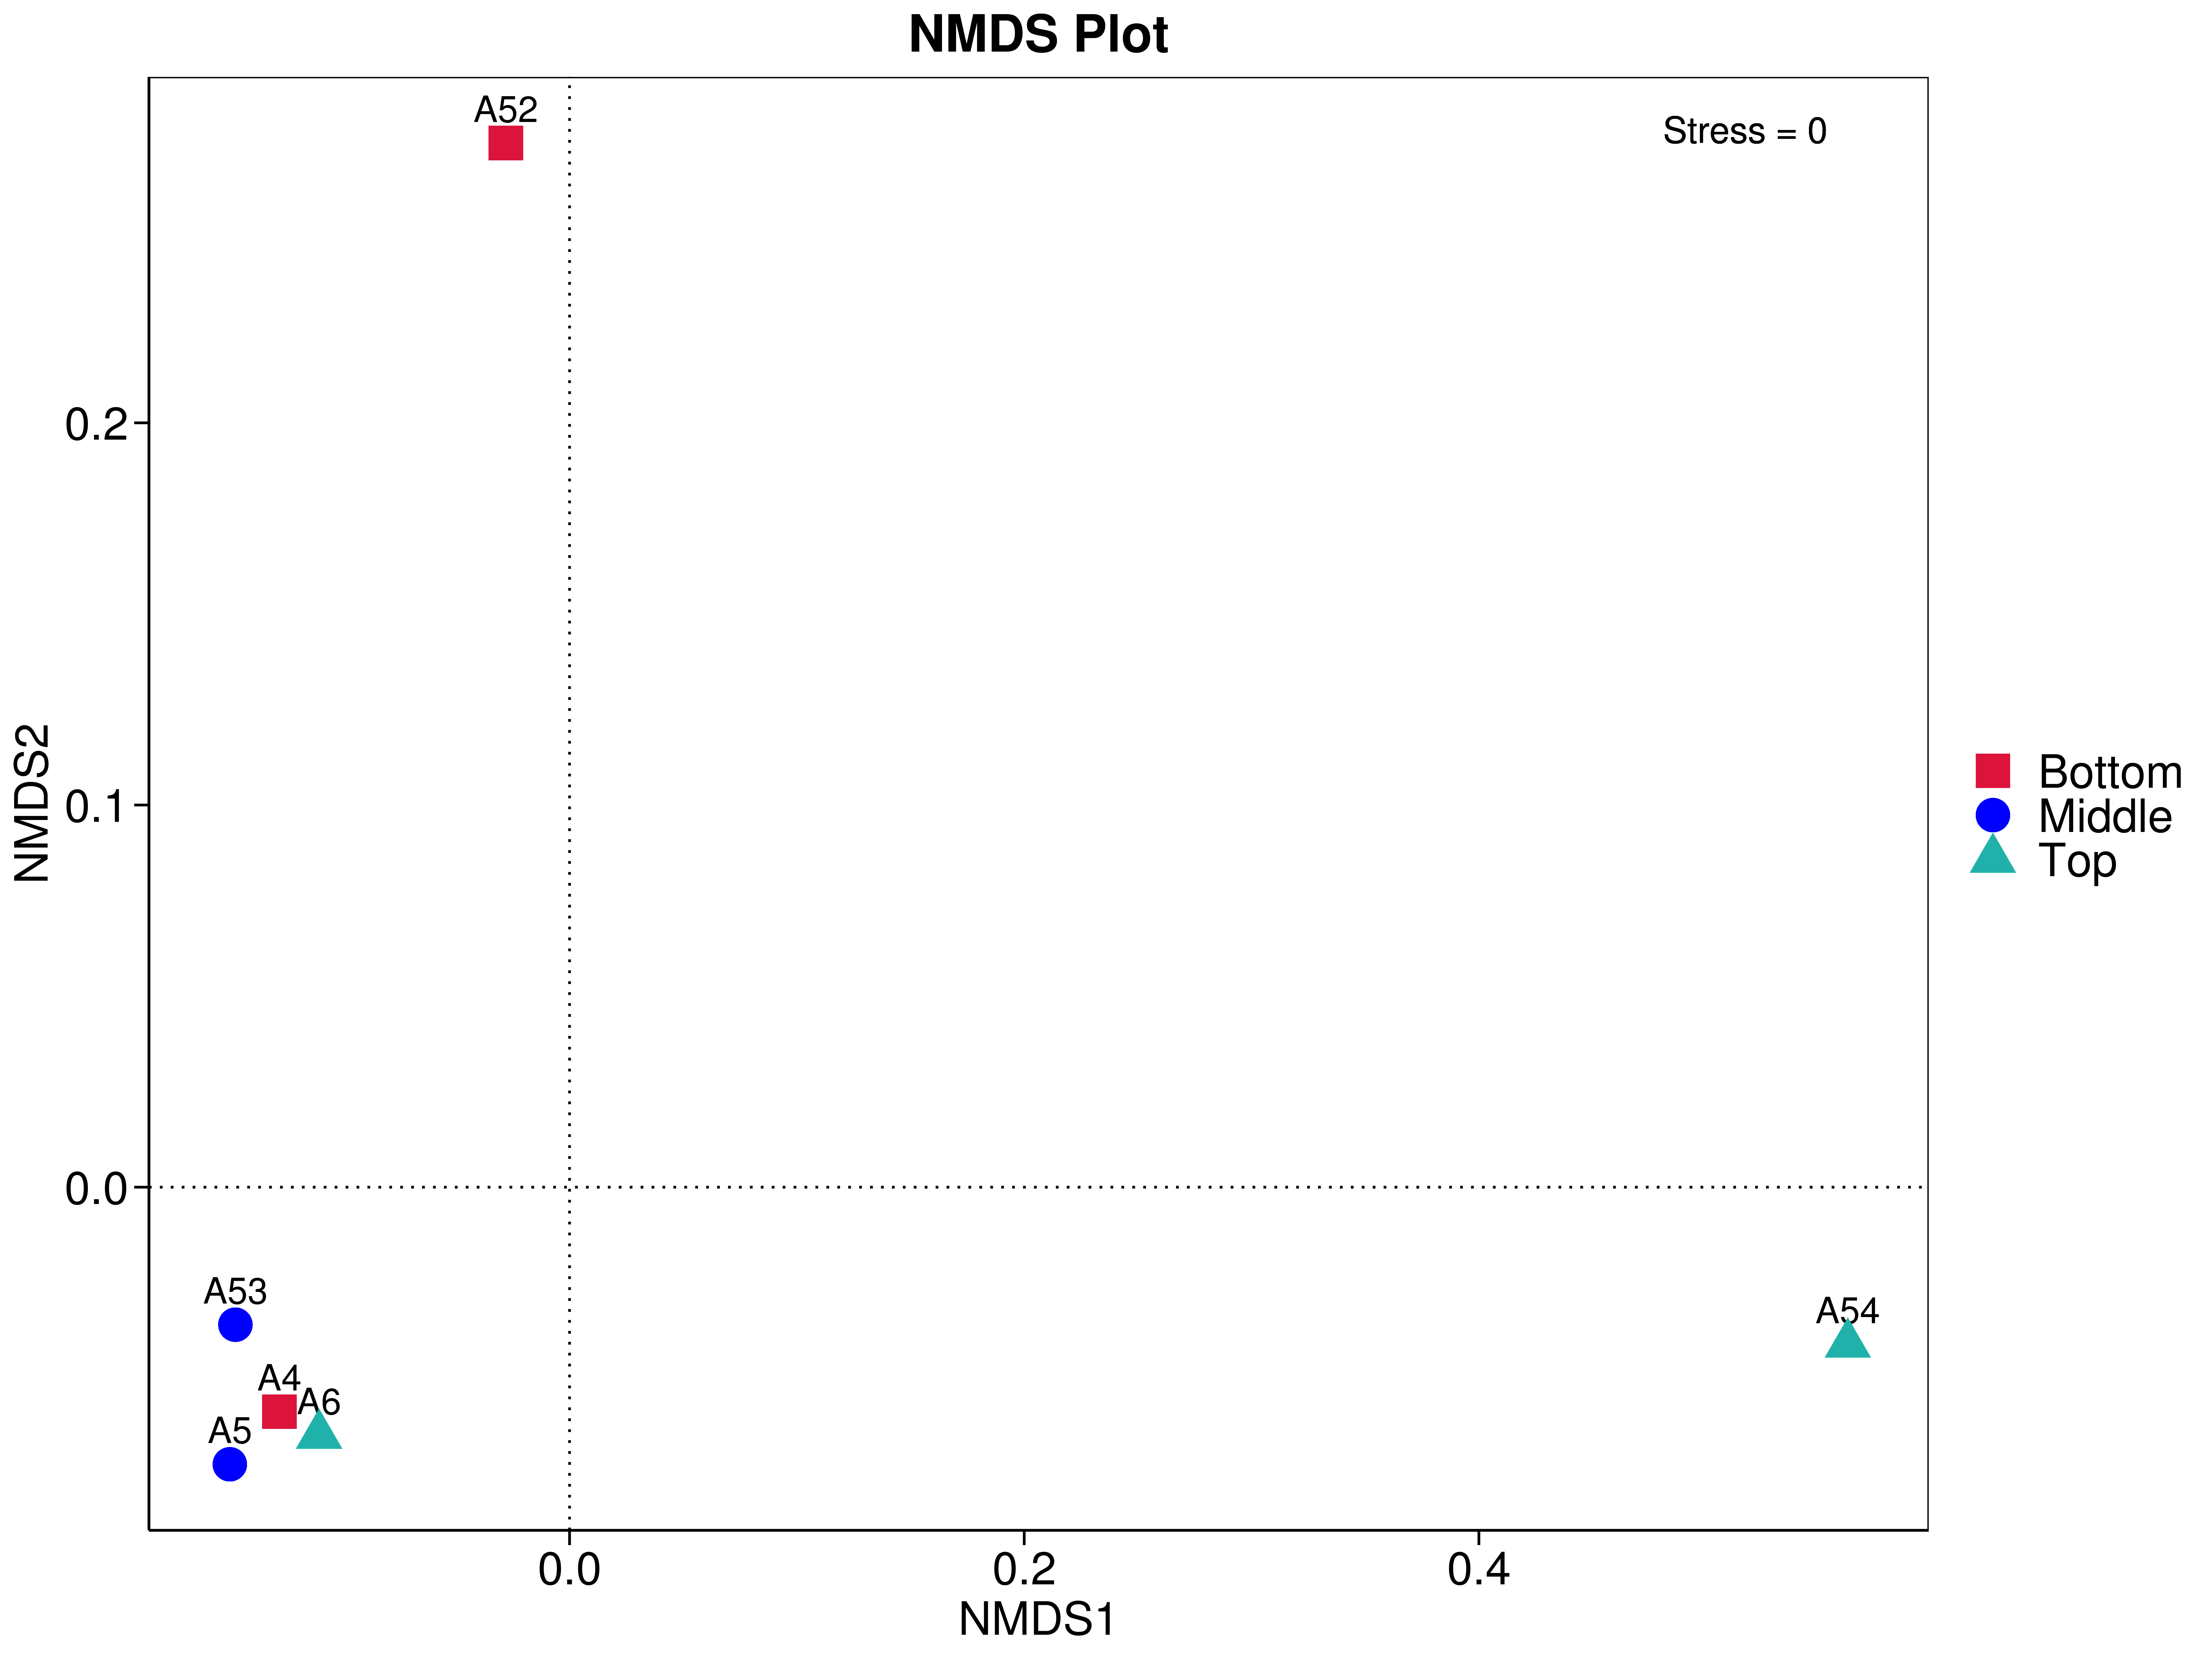 NMDS Plot
A52
Stress = 0
0.2
NMDS2
0.1
Bottom
Middle
Top
0.0
A53
A54
A4
A6
A5
0.0 0.2 0.4
NMDS1